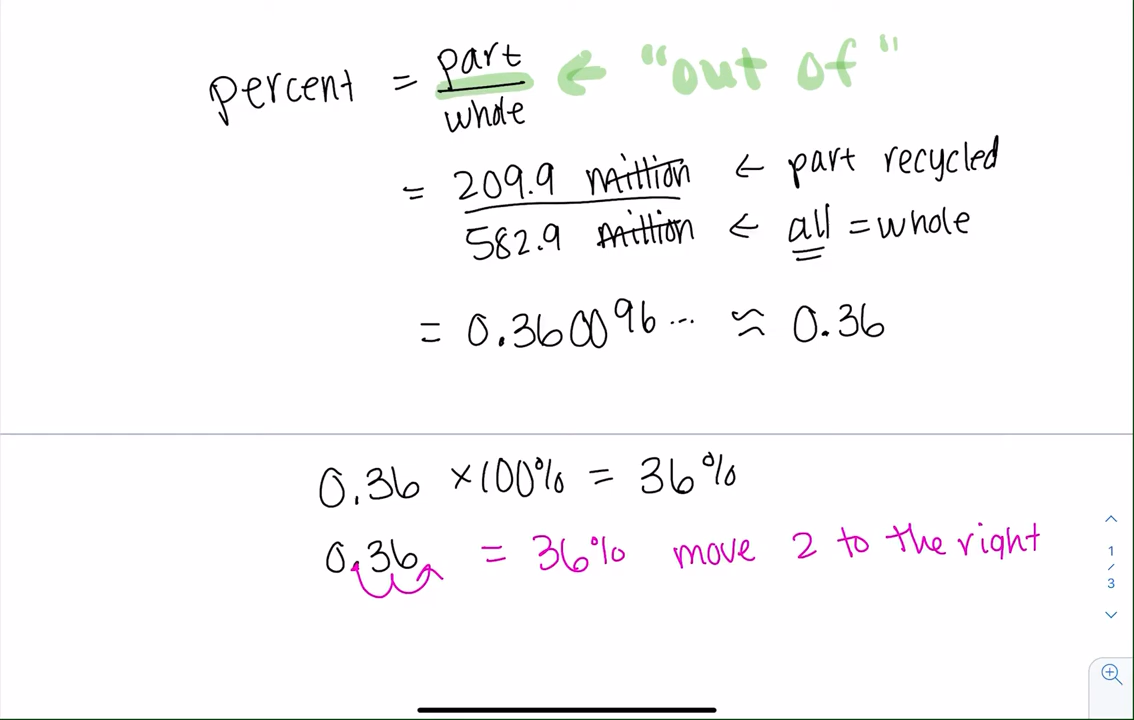 percent = part/whole ← "out of"
= 209.9 million ← part recycled
582.9 million ← all = whole
= 0.360096... ≈ 0.36
0.36 ×100% = 36%
0.36 = 36% move 2 to the right
1
/
3